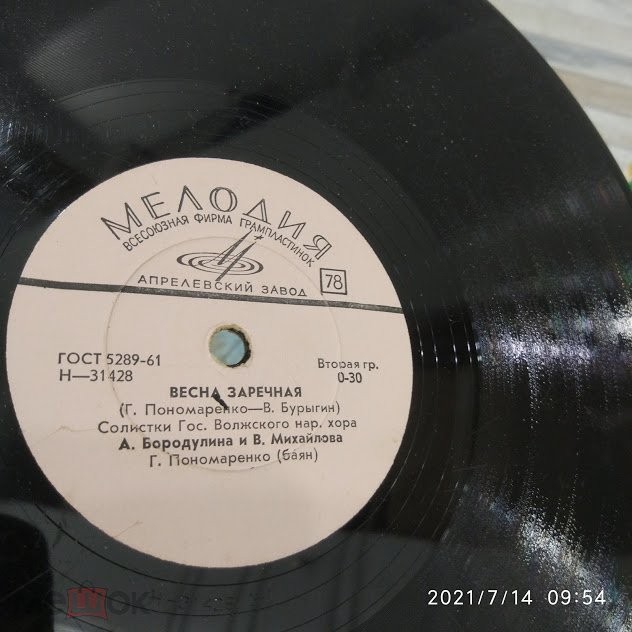 МЕЛОДИЯ
ВСЕСОЮЗНАЯ ФИРМА ГРАМПЛАСТИНОК
АПРЕЛЕВСКИЙ ЗАВОД
78
ГОСТ 5289-61
Н—31428
Вторая гр.
0-30
ВЕСНА ЗАРЕЧНАЯ
(Г. Пономаренко—В. Бурыгин)
Солистки Гос. Волжского нар. хора
А. Бородулина и В. Михайлова
Г. Пономаренко (баян)
2021/7/14 09:54